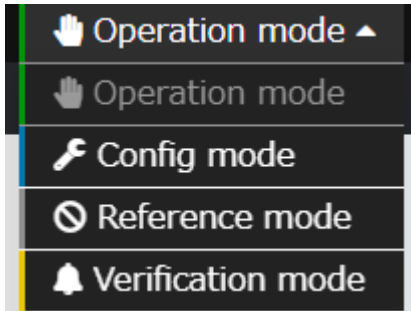 Operation mode
Operation mode
Config mode
Reference mode
Verification mode